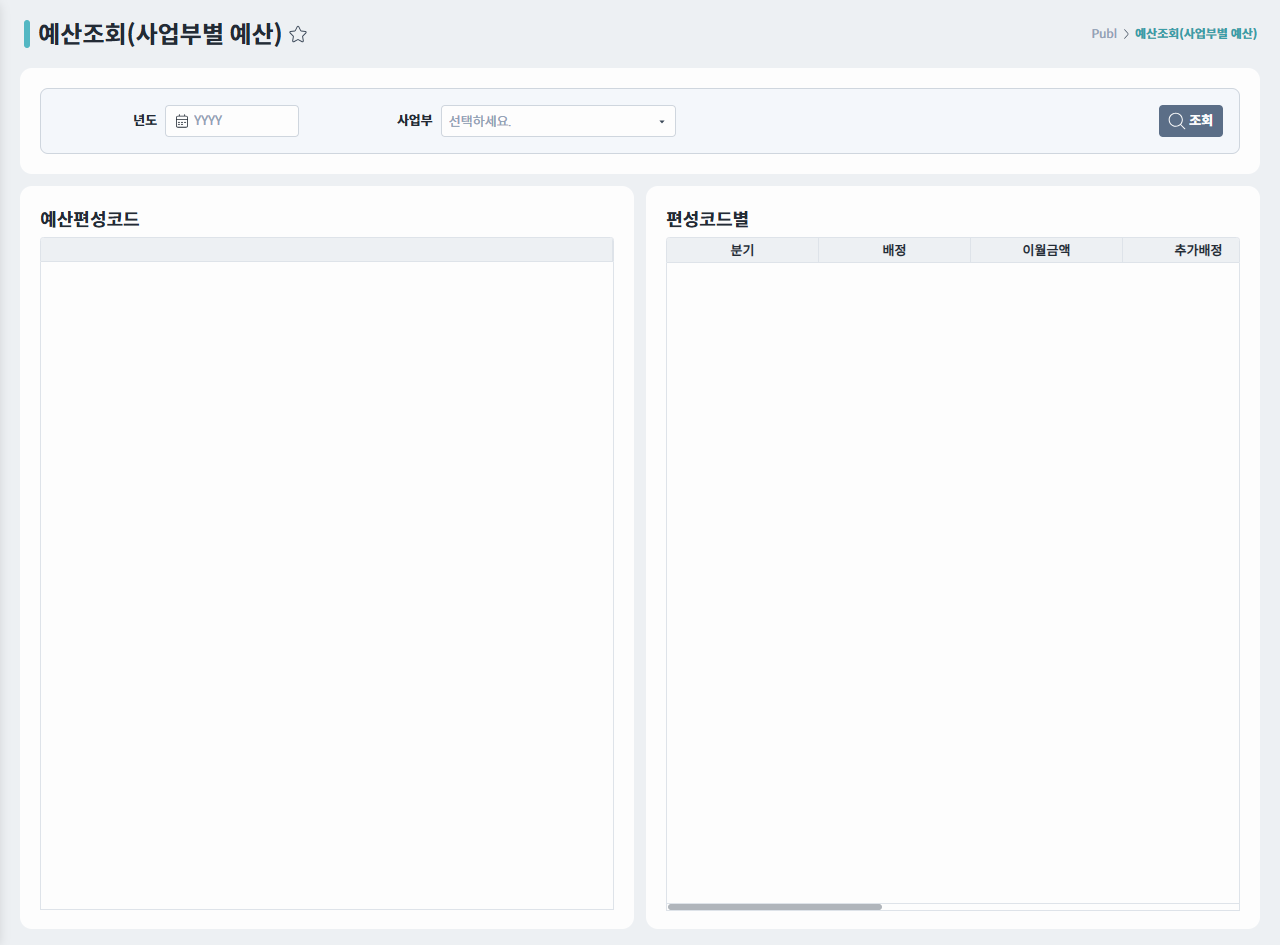 예산조회(사업부별 예산)
Publ > 예산조회(사업부별 예산)
년도 YYYY 사업부 선택하세요. 조회
예산편성코드
편성코드별
분기 배정 이월금액 추가배정